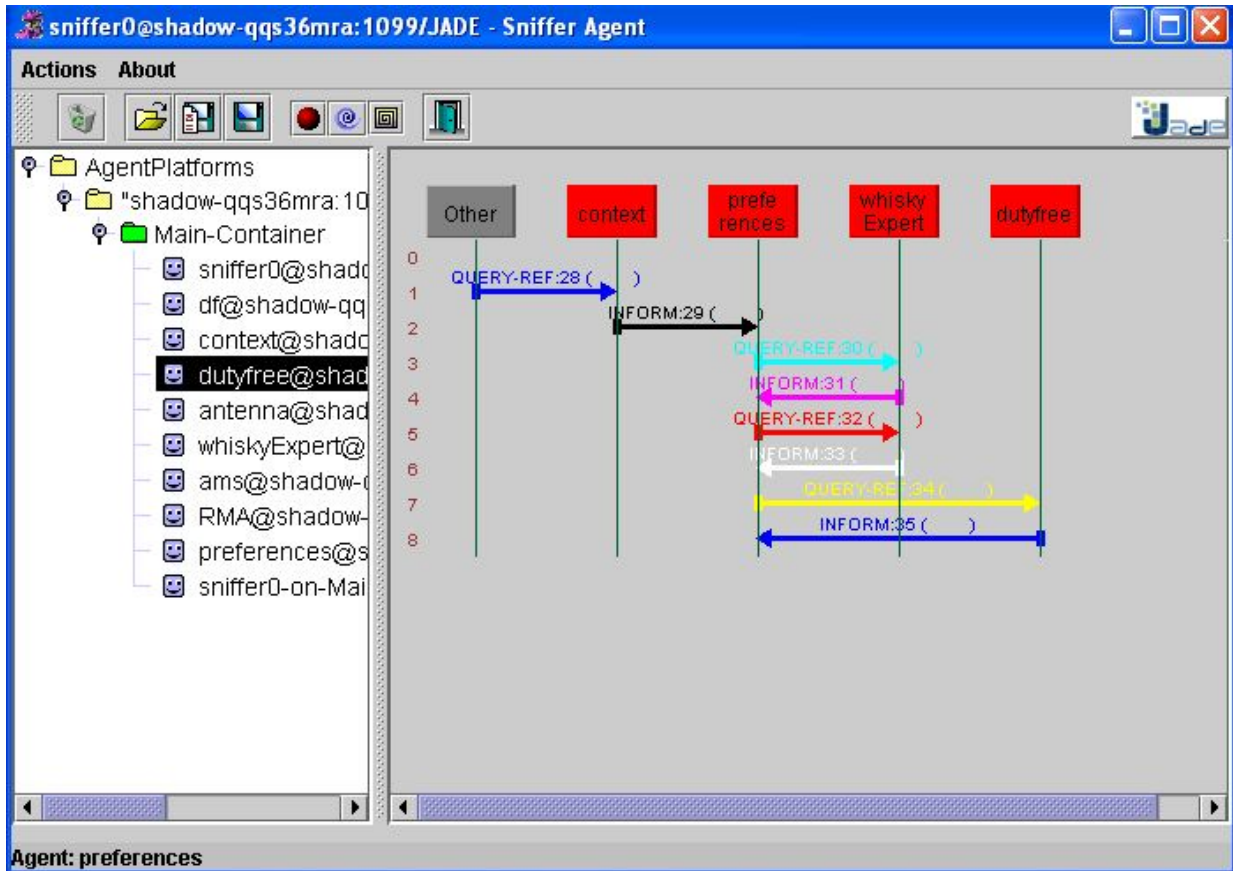 sniffer0@shadow-qqs36mra:1099/JADE - Sniffer Agent
Actions About
Jade
AgentPlatforms
"shadow-qqs36mra:10
Main-Container
sniffer0@shado
df@shadow-qq
context@shado
dutyfree@shad
antenna@shad
whiskyExpert@
ams@shadow-
RMA@shadow-
preferences@s
sniffer0-on-Mai
Other
context
prefe
rences
whisky
Expert
dutyfree
0
QUERY-REF:28 ( )
1
INFORM:29 ( )
2
QUERY-REF:30 ( )
3
INFORM:31 ( )
4
QUERY-REF:32 ( )
5
INFORM:33 ( )
6
QUERY-REF:34 ( )
7
INFORM:35 ( )
8
Agent: preferences